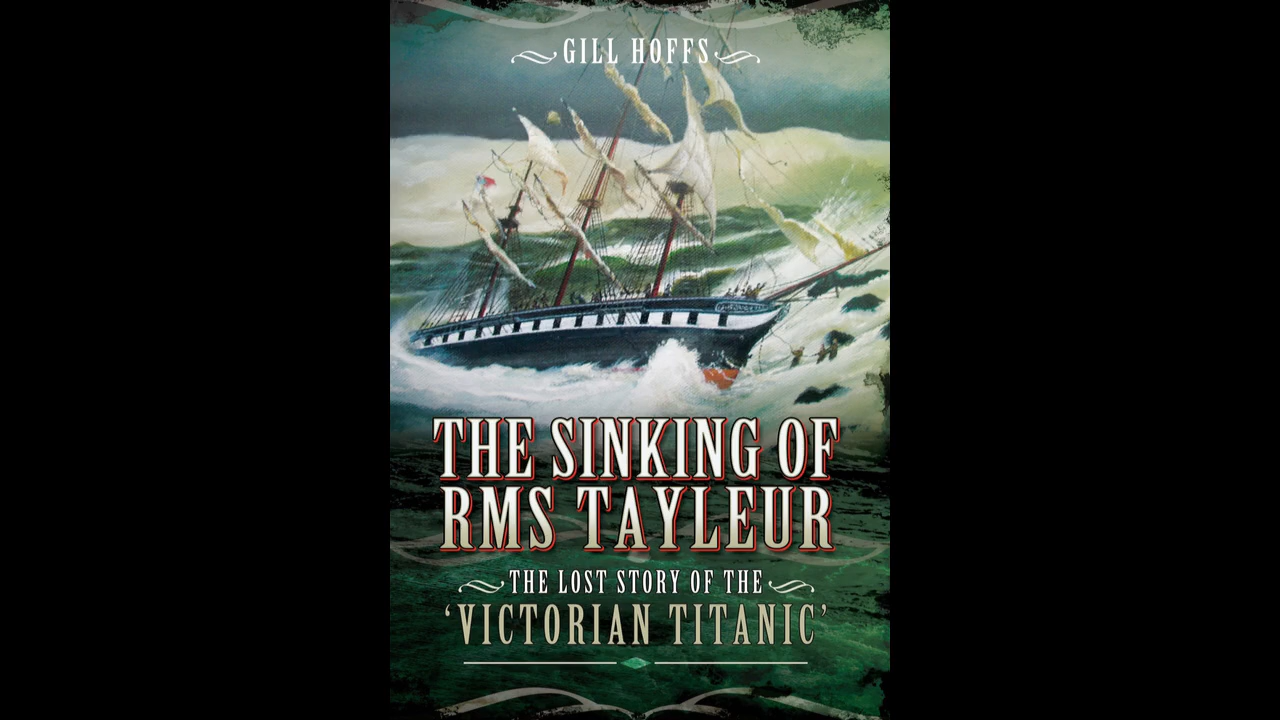 GILL HOFFS
THE SINKING OF
RMS TAYLEUR
THE LOST STORY OF THE
‘VICTORIAN TITANIC’